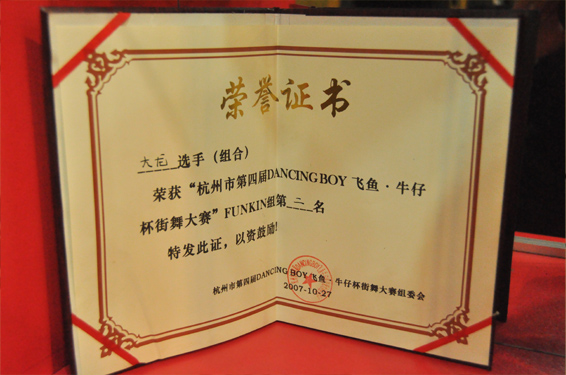 荣誉证书
大龙 选手（组合）
荣获“杭州市第四届DANCING BOY 飞鱼·牛仔
杯街舞大赛”FUNKIN组第 二 名
特发此证，以资鼓励！
杭州市第四届DANCING BOY 飞鱼·牛仔杯街舞大赛组委会
2007-10-27